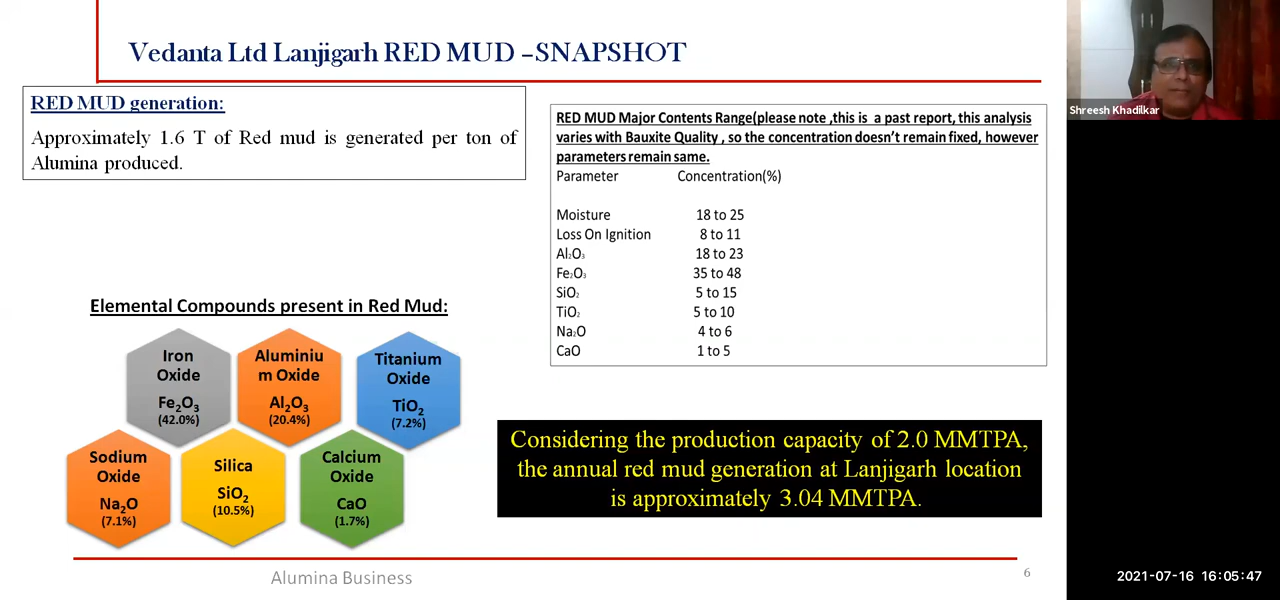 Vedanta Ltd Lanjigarh RED MUD –SNAPSHOT
RED MUD generation:
Approximately 1.6 T of Red mud is generated per ton of
Alumina produced.
RED MUD Major Contents Range(please note ,this is a past report, this analysis
varies with Bauxite Quality , so the concentration doesn't remain fixed, however
parameters remain same.
Parameter Concentration(%)
Moisture 18 to 25
Loss On Ignition 8 to 11
Al₂O₃ 18 to 23
Fe₂O₃ 35 to 48
SiO₂ 5 to 15
TiO₂ 5 to 10
Na₂O 4 to 6
CaO 1 to 5
Elemental Compounds present in Red Mud:
Iron
Oxide
Fe₂O₃
(42.0%)
Aluminiu
m Oxide
Al₂O₃
(20.4%)
Titanium
Oxide
TiO₂
(7.2%)
Sodium
Oxide
Na₂O
(7.1%)
Silica
SiO₂
(10.5%)
Calcium
Oxide
CaO
(1.7%)
Considering the production capacity of 2.0 MMTPA,
the annual red mud generation at Lanjigarh location
is approximately 3.04 MMTPA.
Alumina Business
6
Shreesh Khadilkar
2021-07-16 16:05:47